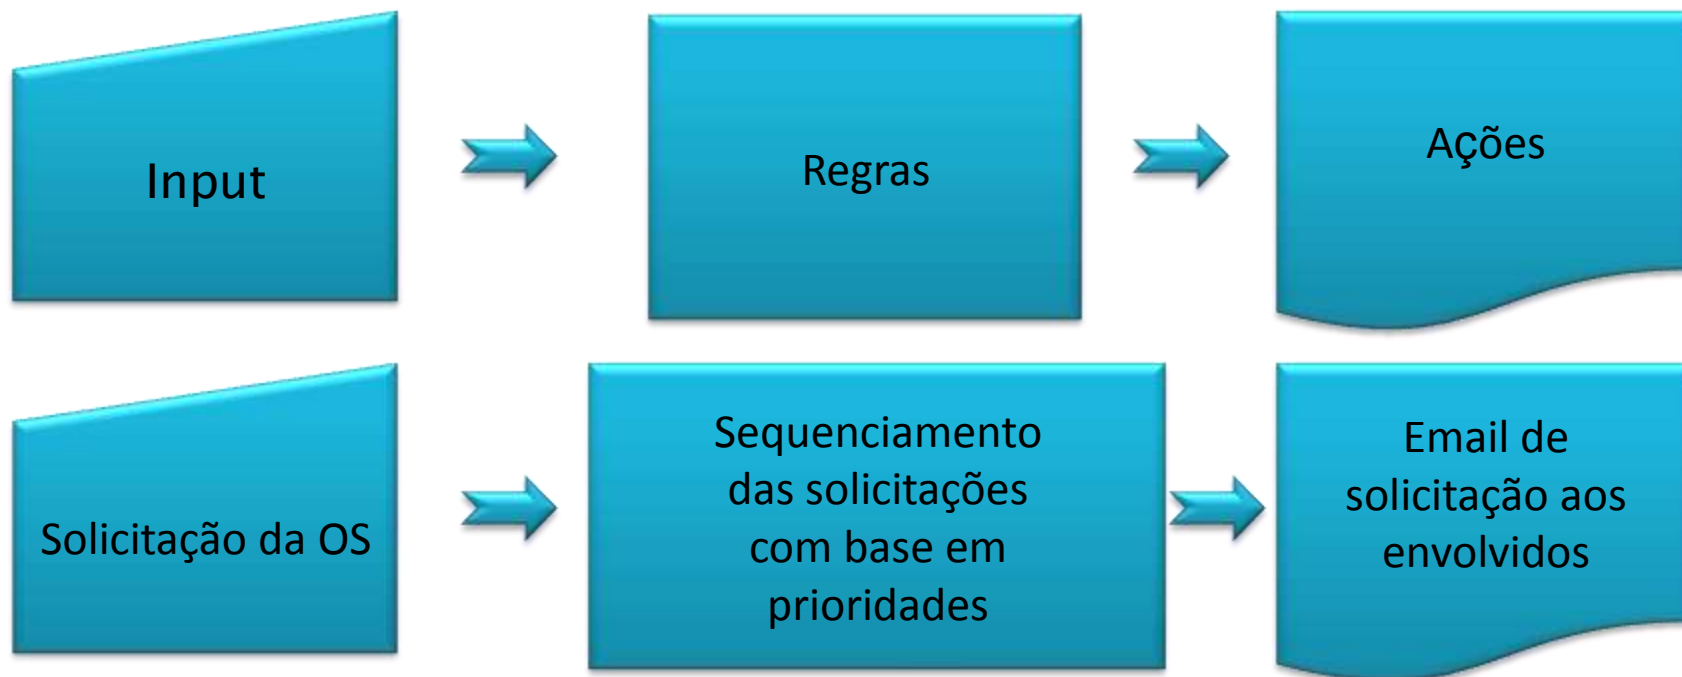 Input
Regras
Ações
Solicitação da OS
Sequenciamento
das solicitações
com base em
prioridades
Email de
solicitação aos
envolvidos